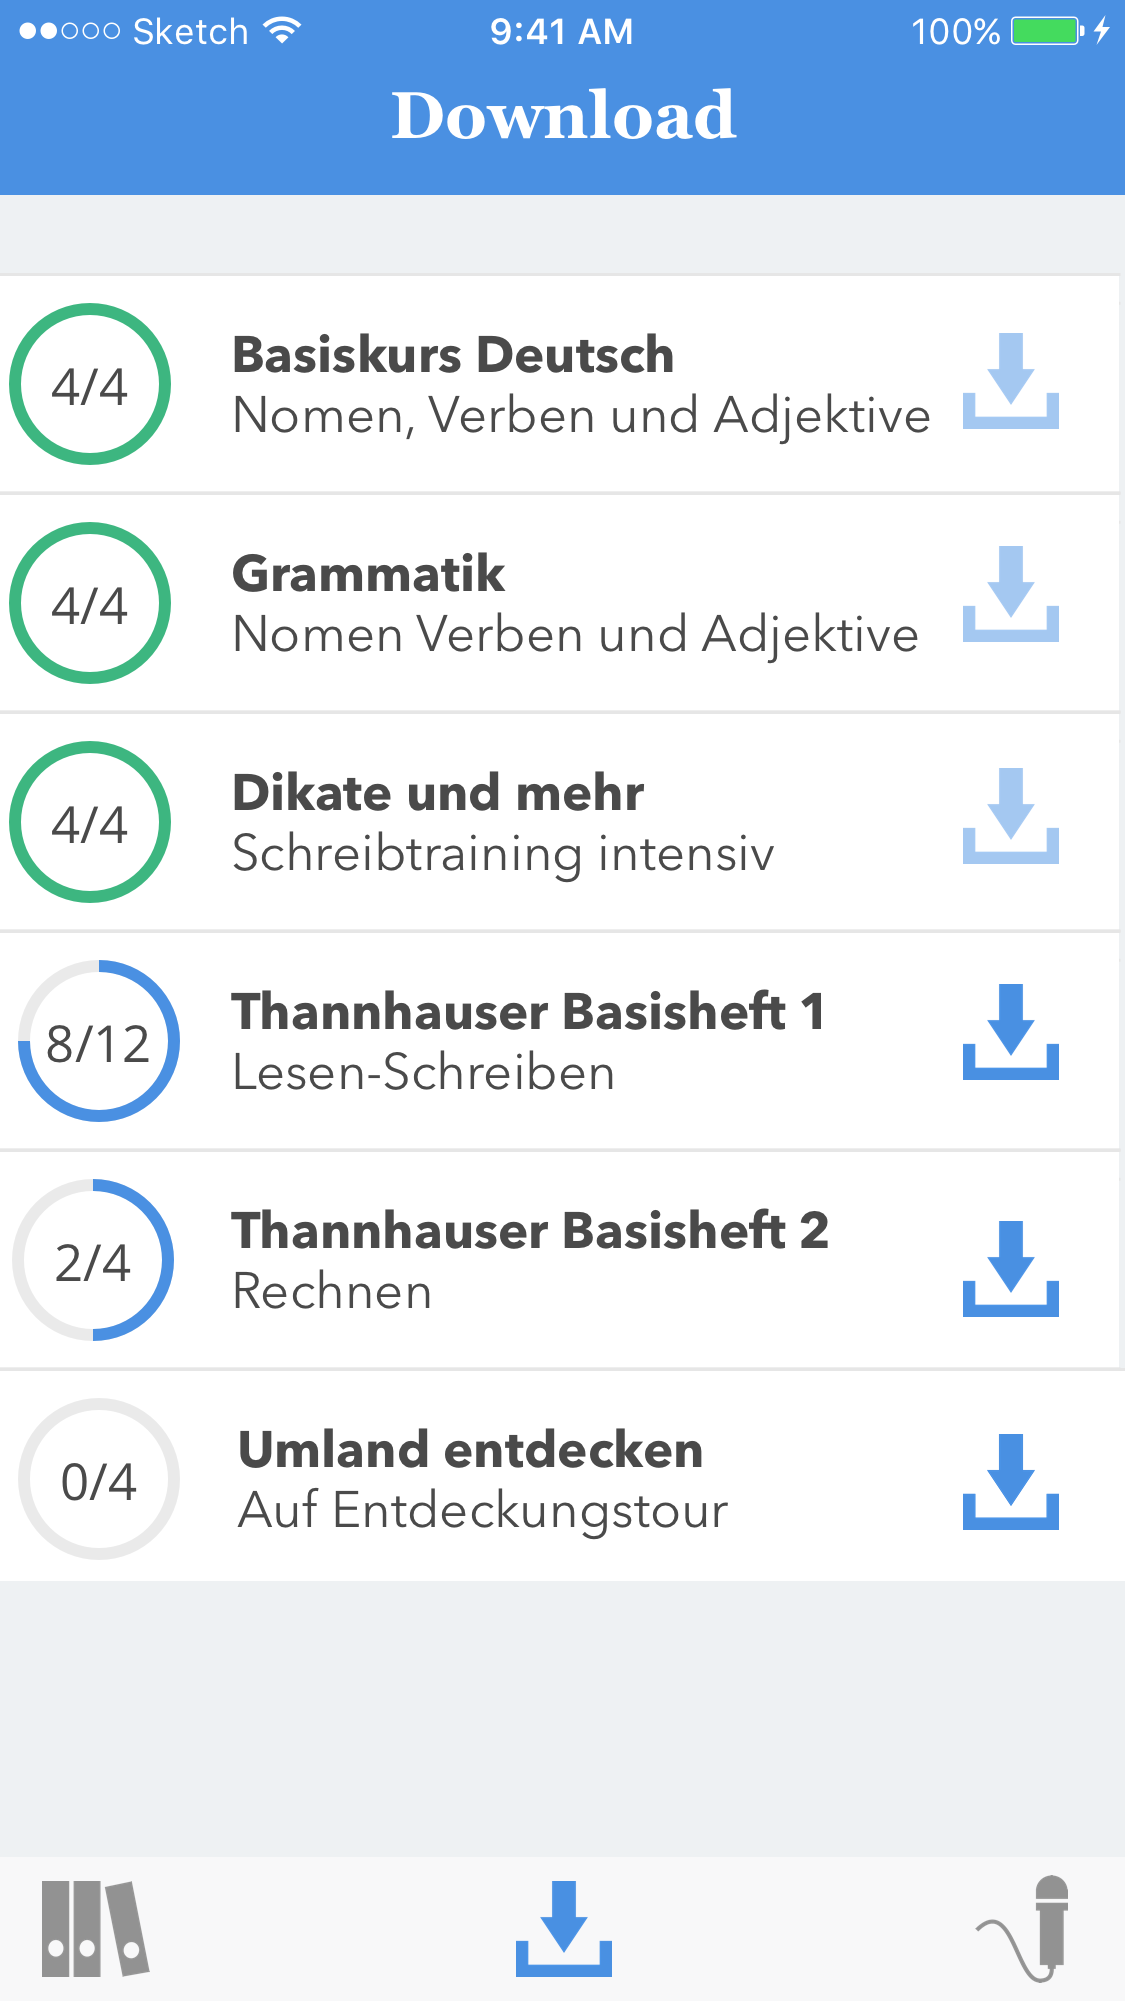 Sketch 9:41 AM 100%
Download
4/4
Basiskurs Deutsch
Nomen, Verben und Adjektive
4/4
Grammatik
Nomen Verben und Adjektive
4/4
Dikate und mehr
Schreibtraining intensiv
8/12
Thannhauser Basisheft 1
Lesen-Schreiben
2/4
Thannhauser Basisheft 2
Rechnen
0/4
Umland entdecken
Auf Entdeckungstour